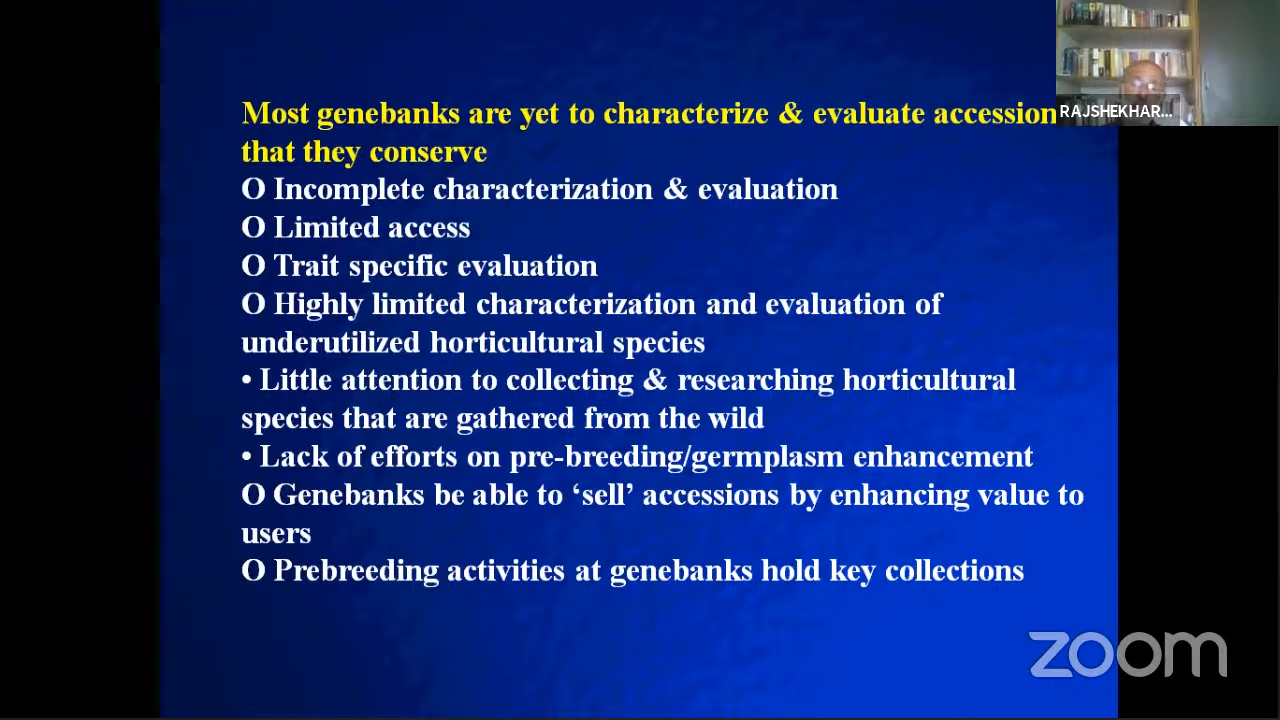 Most genebanks are yet to characterize & evaluate accession
that they conserve
O Incomplete characterization & evaluation
O Limited access
O Trait specific evaluation
O Highly limited characterization and evaluation of
underutilized horticultural species
• Little attention to collecting & researching horticultural
species that are gathered from the wild
• Lack of efforts on pre-breeding/germplasm enhancement
O Genebanks be able to ‘sell’ accessions by enhancing value to
users
O Prebreeding activities at genebanks hold key collections
RAJSHEKHAR...
zoom